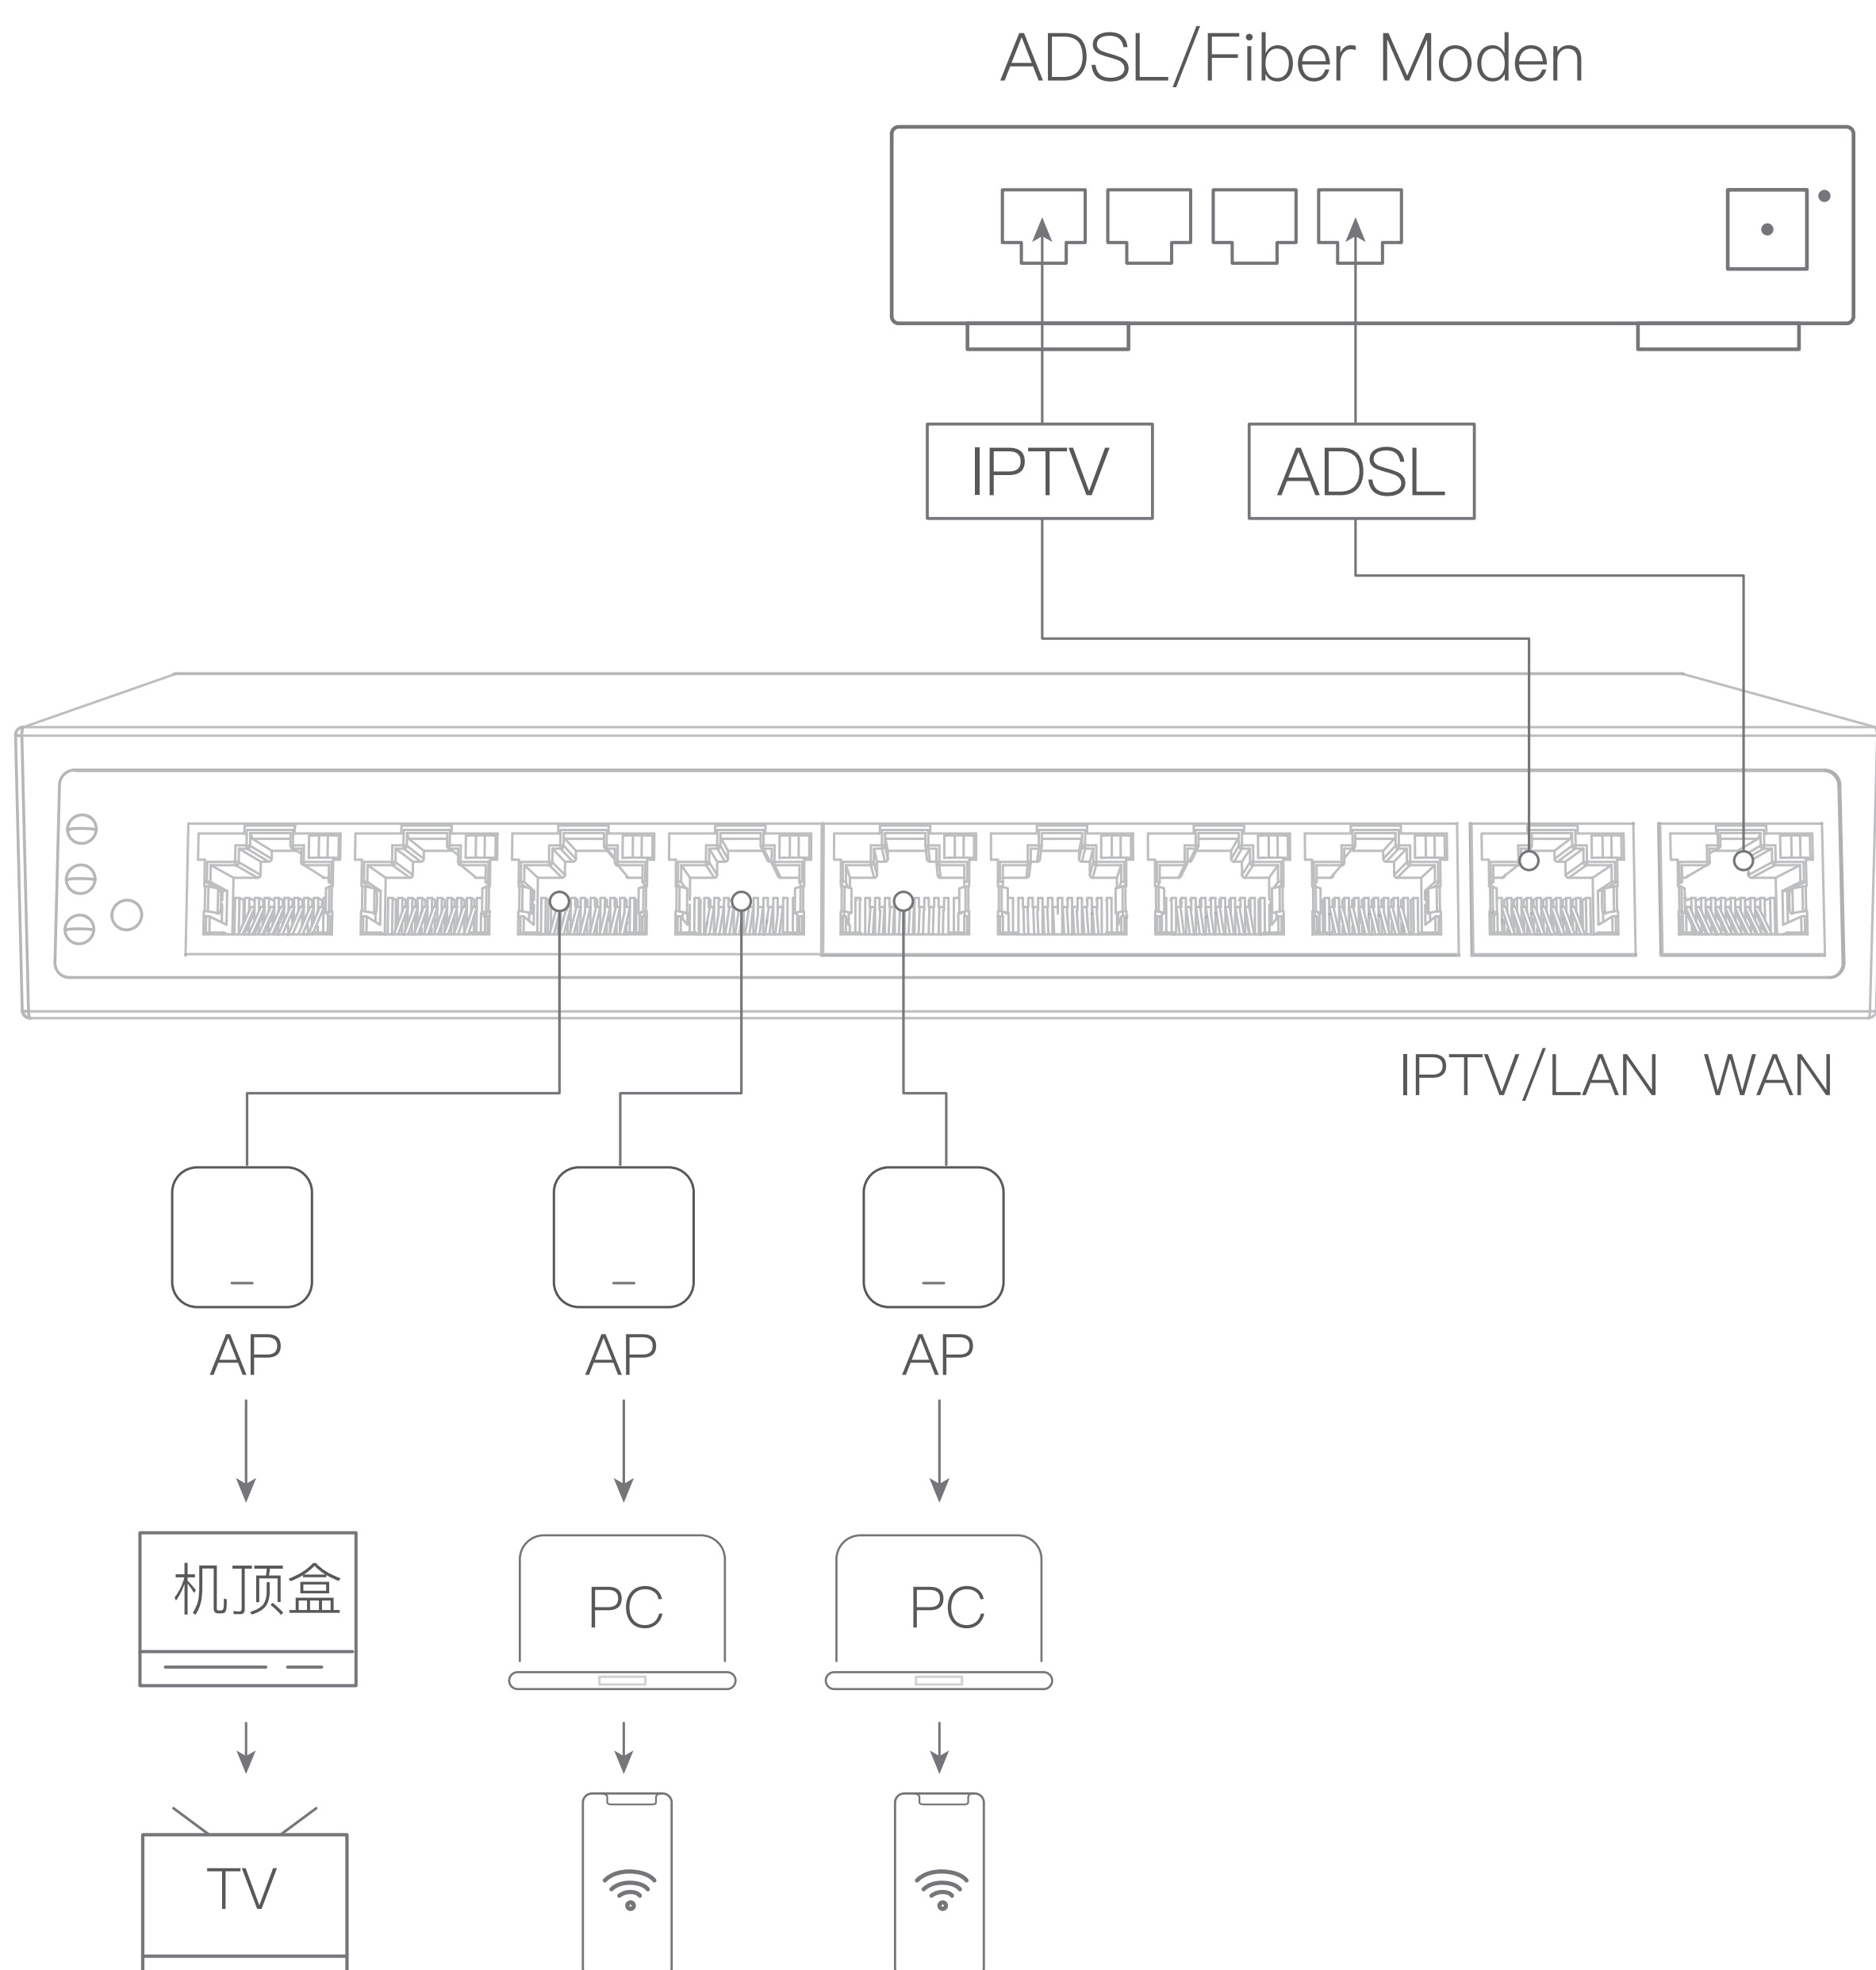 ADSL/Fiber Moden
IPTV
ADSL
IPTV/LAN
WAN
AP
AP
AP
机顶盒
PC
PC
TV